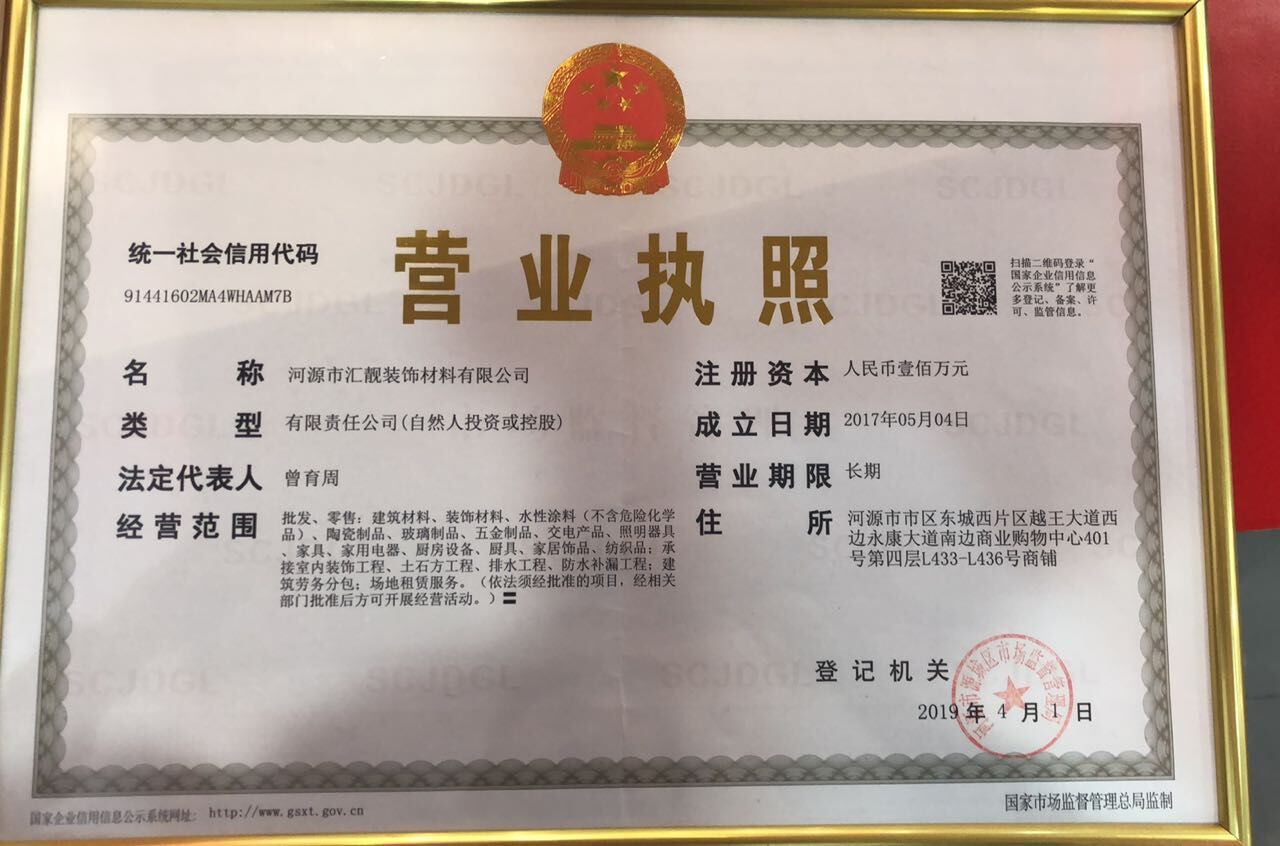 统一社会信用代码
91441602MA4WHAAM7B
营业执照
扫描二维码登录“
国家企业信用信息
公示系统”了解更
多登记、备案、许
可、监管信息。
名称 河源市汇靓装饰材料有限公司
类型 有限责任公司(自然人投资或控股)
法定代表人 曾育周
经营范围 批发、零售：建筑材料、装饰材料、水性涂料（不含危险化学
品）、陶瓷制品、玻璃制品、五金制品、交电产品、照明器具
、家具、家用电器、厨房设备、厨具、家居饰品、纺织品；承
接室内装饰工程、土石方工程、排水工程、防水补漏工程；建
筑劳务分包；场地租赁服务。（依法须经批准的项目，经相关
部门批准后方可开展经营活动。）〓
注册资本 人民币壹佰万元
成立日期 2017年05月04日
营业期限 长期
住所 河源市市区东城西片区越王大道西
边永康大道南边商业购物中心401
号第四层L433-L436号商铺
登记机关
2019年4月1日
国家企业信用信息公示系统网址：http://www.gsxt.gov.cn
国家市场监督管理总局监制
SCJDGL